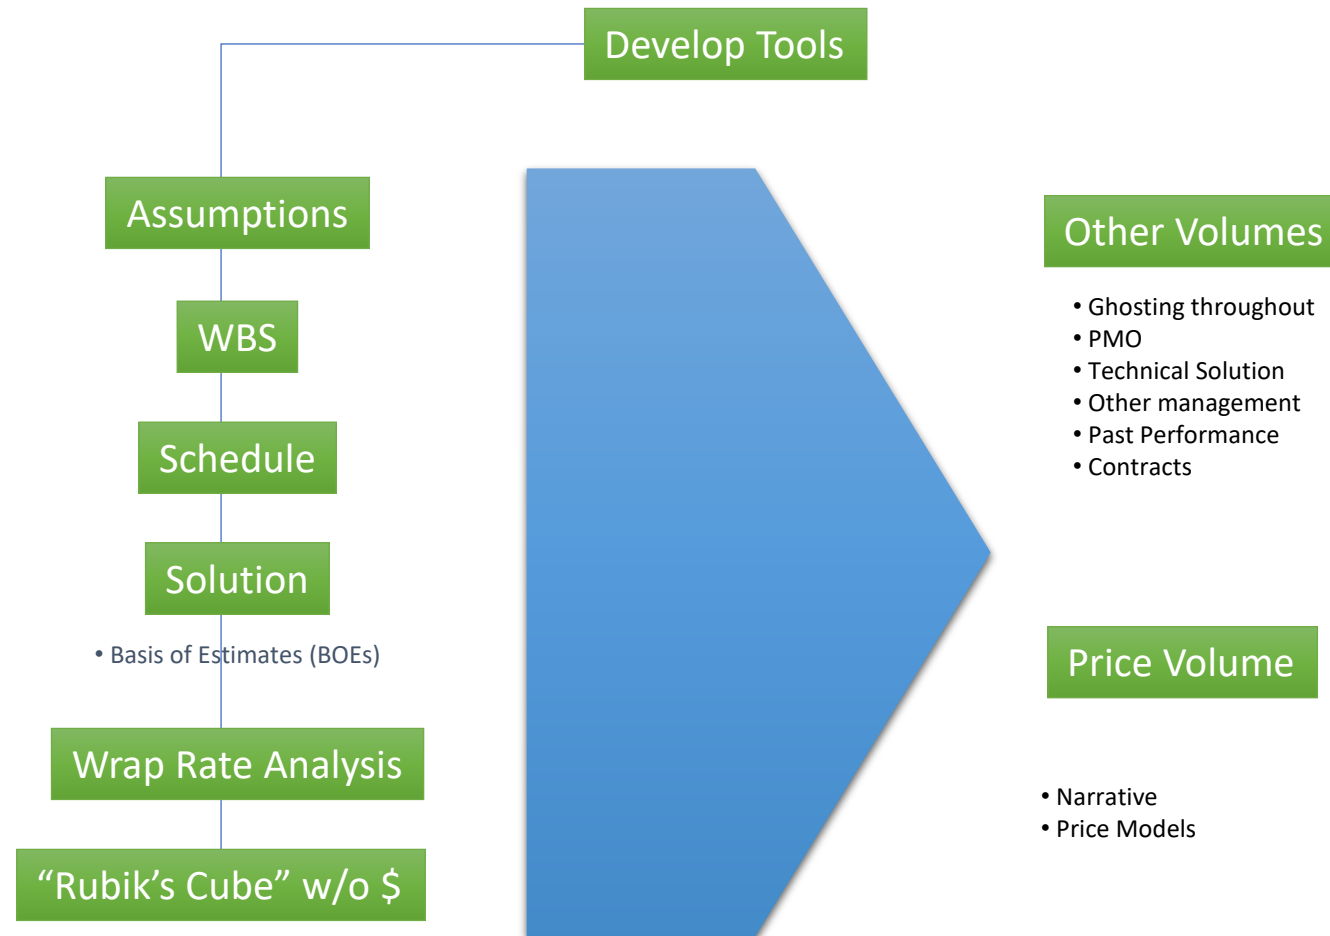 Develop Tools
Assumptions
WBS
Schedule
Solution
• Basis of Estimates (BOEs)
Wrap Rate Analysis
“Rubik’s Cube” w/o $
Other Volumes
• Ghosting throughout
• PMO
• Technical Solution
• Other management
• Past Performance
• Contracts
Price Volume
• Narrative
• Price Models